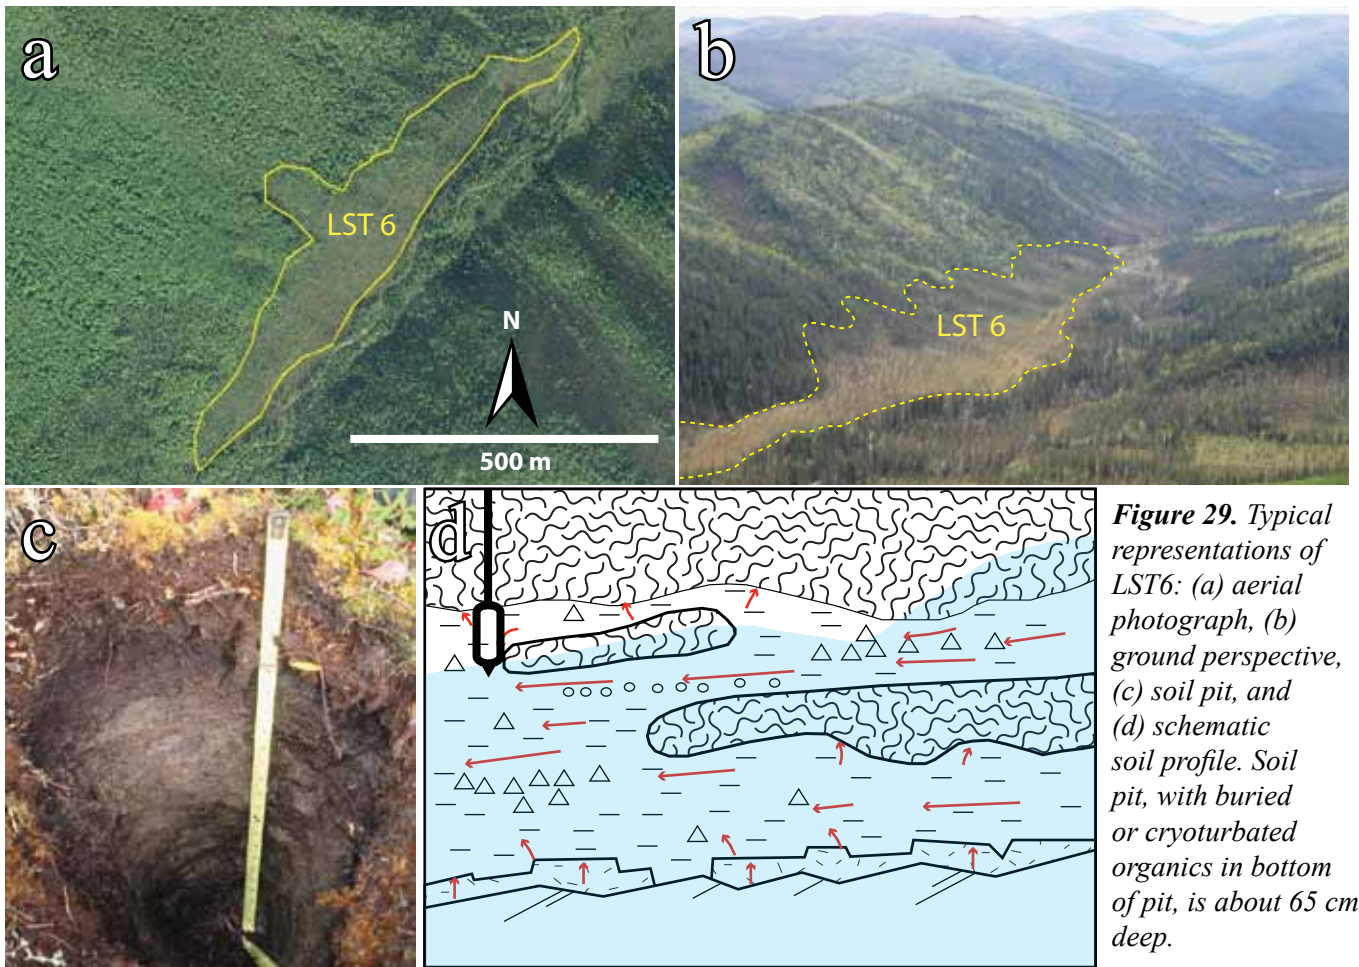 a
LST 6
N
500 m
b
LST 6
c
d
Figure 29. Typical
representations of
LST6: (a) aerial
photograph, (b)
ground perspective,
(c) soil pit, and
(d) schematic
soil profile. Soil
pit, with buried
or cryoturbated
organics in bottom
of pit, is about 65 cm
deep.